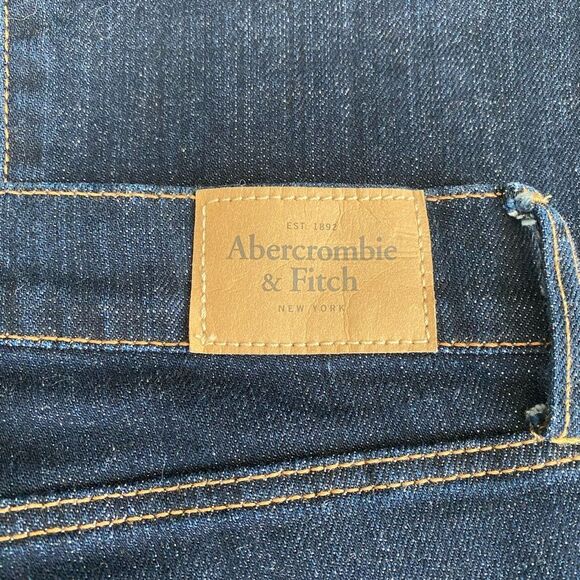 EST. 1892
Abercrombie
& Fitch
NEW YORK